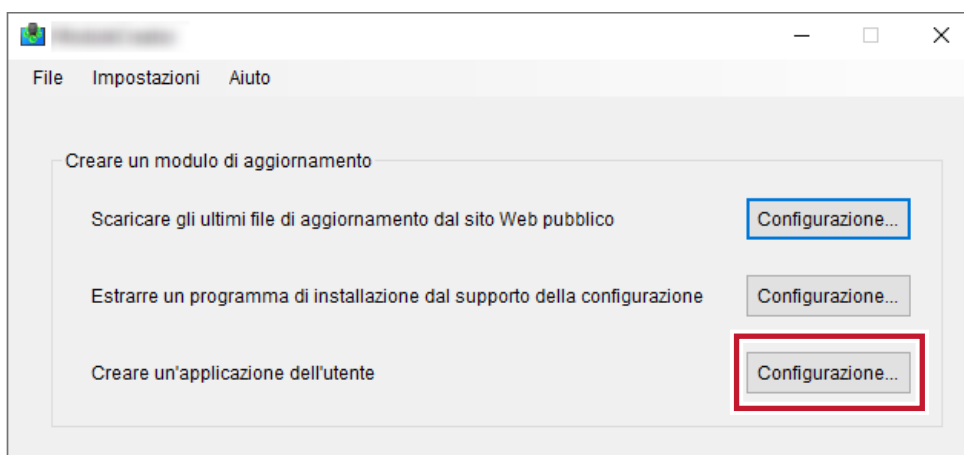 File Impostazioni Aiuto
Creare un modulo di aggiornamento
Scaricare gli ultimi file di aggiornamento dal sito Web pubblico Configurazione...
Estrarre un programma di installazione dal supporto della configurazione Configurazione...
Creare un'applicazione dell'utente Configurazione...